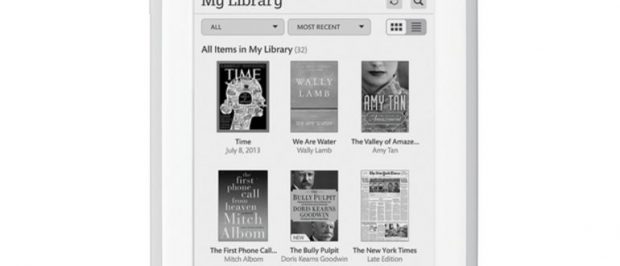 My Library
ALL
MOST RECENT
All Items in My Library (32)
TIME
WALLY
LAMB
AMY TAN
Time
July 8, 2013
We Are Water
Wally Lamb
The Valley of Amaze...
Amy Tan
the first
phone
call
from
heaven
Mitch
Albom
THE
BULLY PULPIT
DORIS KEARNS
GOODWIN
NEW
The New York Times
The First Phone Call...
Mitch Albom
The Bully Pulpit
Doris Kearns Goodwin
The New York Times
Late Edition